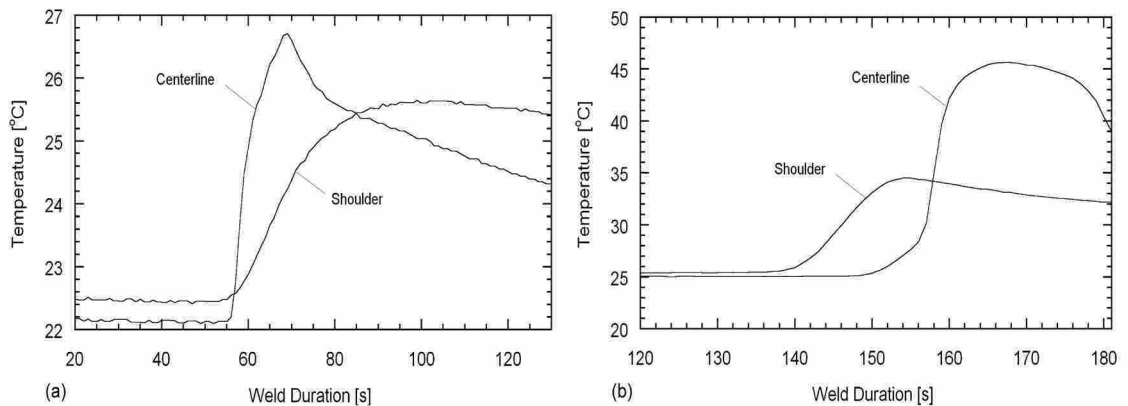 27
26
25
24
23
22
Temperature [°C]
Centerline
Shoulder
20 40 60 80 100 120
(a)
Weld Duration [s]
50
45
40
35
30
25
20
Temperature [°C]
Centerline
Shoulder
120 130 140 150 160 170 180
(b)
Weld Duration [s]